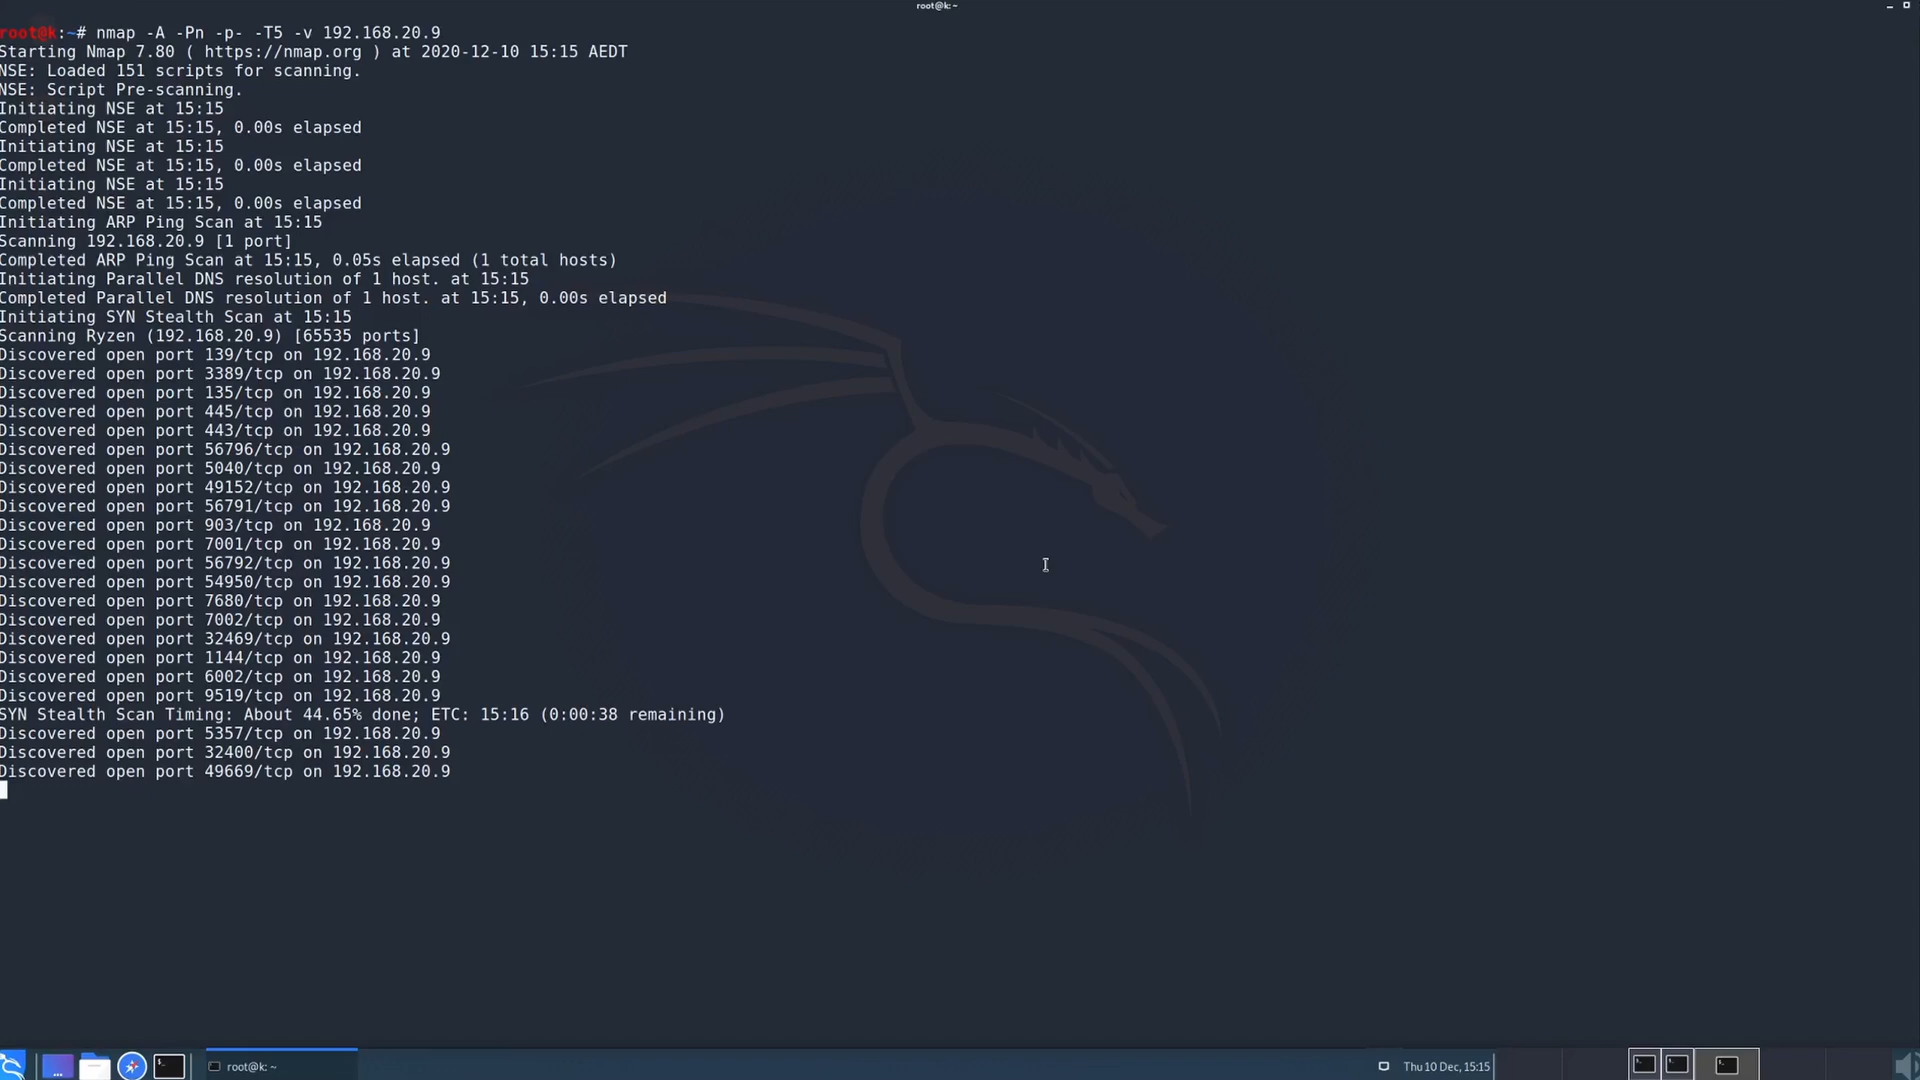 root@k: ~
root@k:~# nmap -A -Pn -p- -T5 -v 192.168.20.9
Starting Nmap 7.80 ( https://nmap.org ) at 2020-12-10 15:15 AEDT
NSE: Loaded 151 scripts for scanning.
NSE: Script Pre-scanning.
Initiating NSE at 15:15
Completed NSE at 15:15, 0.00s elapsed
Initiating NSE at 15:15
Completed NSE at 15:15, 0.00s elapsed
Initiating NSE at 15:15
Completed NSE at 15:15, 0.00s elapsed
Initiating ARP Ping Scan at 15:15
Scanning 192.168.20.9 [1 port]
Completed ARP Ping Scan at 15:15, 0.05s elapsed (1 total hosts)
Initiating Parallel DNS resolution of 1 host. at 15:15
Completed Parallel DNS resolution of 1 host. at 15:15, 0.00s elapsed
Initiating SYN Stealth Scan at 15:15
Scanning Ryzen (192.168.20.9) [65535 ports]
Discovered open port 139/tcp on 192.168.20.9
Discovered open port 3389/tcp on 192.168.20.9
Discovered open port 135/tcp on 192.168.20.9
Discovered open port 445/tcp on 192.168.20.9
Discovered open port 443/tcp on 192.168.20.9
Discovered open port 56796/tcp on 192.168.20.9
Discovered open port 5040/tcp on 192.168.20.9
Discovered open port 49152/tcp on 192.168.20.9
Discovered open port 56791/tcp on 192.168.20.9
Discovered open port 903/tcp on 192.168.20.9
Discovered open port 7001/tcp on 192.168.20.9
Discovered open port 56792/tcp on 192.168.20.9
Discovered open port 54950/tcp on 192.168.20.9
Discovered open port 7680/tcp on 192.168.20.9
Discovered open port 7002/tcp on 192.168.20.9
Discovered open port 32469/tcp on 192.168.20.9
Discovered open port 1144/tcp on 192.168.20.9
Discovered open port 6002/tcp on 192.168.20.9
Discovered open port 9519/tcp on 192.168.20.9
SYN Stealth Scan Timing: About 44.65% done; ETC: 15:16 (0:00:38 remaining)
Discovered open port 5357/tcp on 192.168.20.9
Discovered open port 32400/tcp on 192.168.20.9
Discovered open port 49669/tcp on 192.168.20.9
root@k: ~
Thu 10 Dec, 15:15